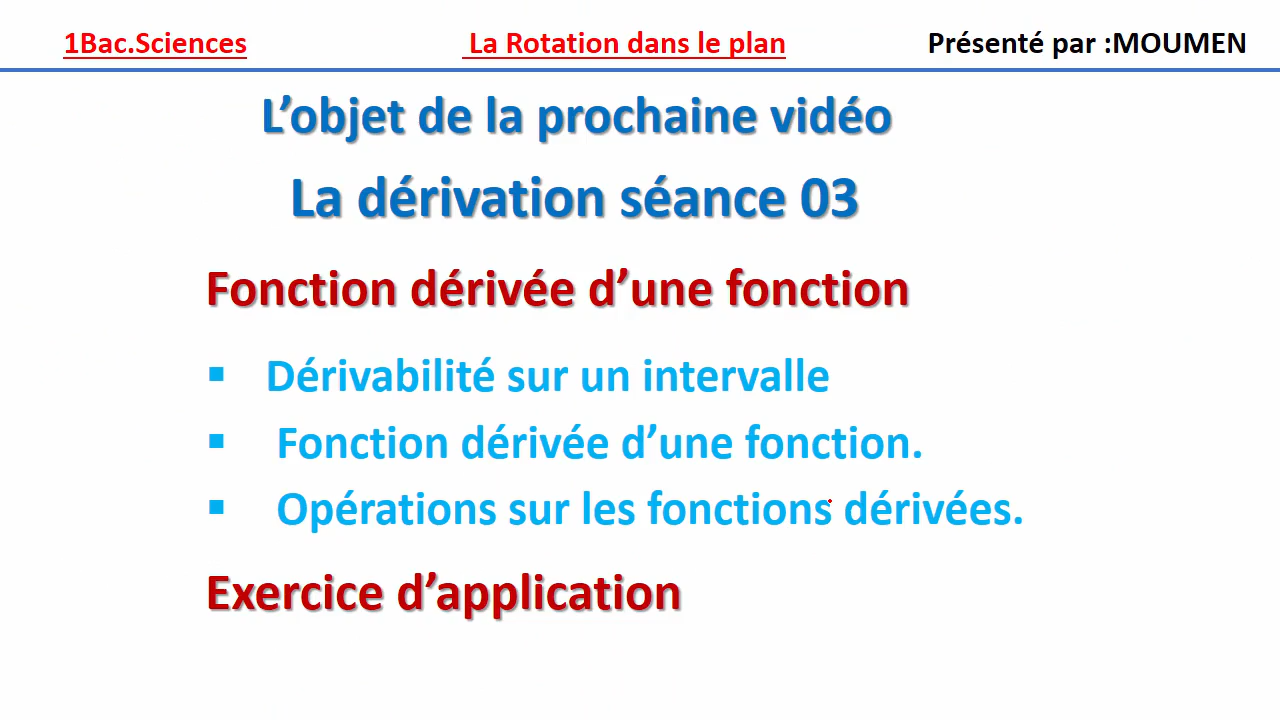 1Bac.Sciences La Rotation dans le plan Présenté par :MOUMEN
L’objet de la prochaine vidéo
La dérivation séance 03
Fonction dérivée d’une fonction
▪ Dérivabilité sur un intervalle
▪ Fonction dérivée d’une fonction.
▪ Opérations sur les fonctions dérivées.
Exercice d’application